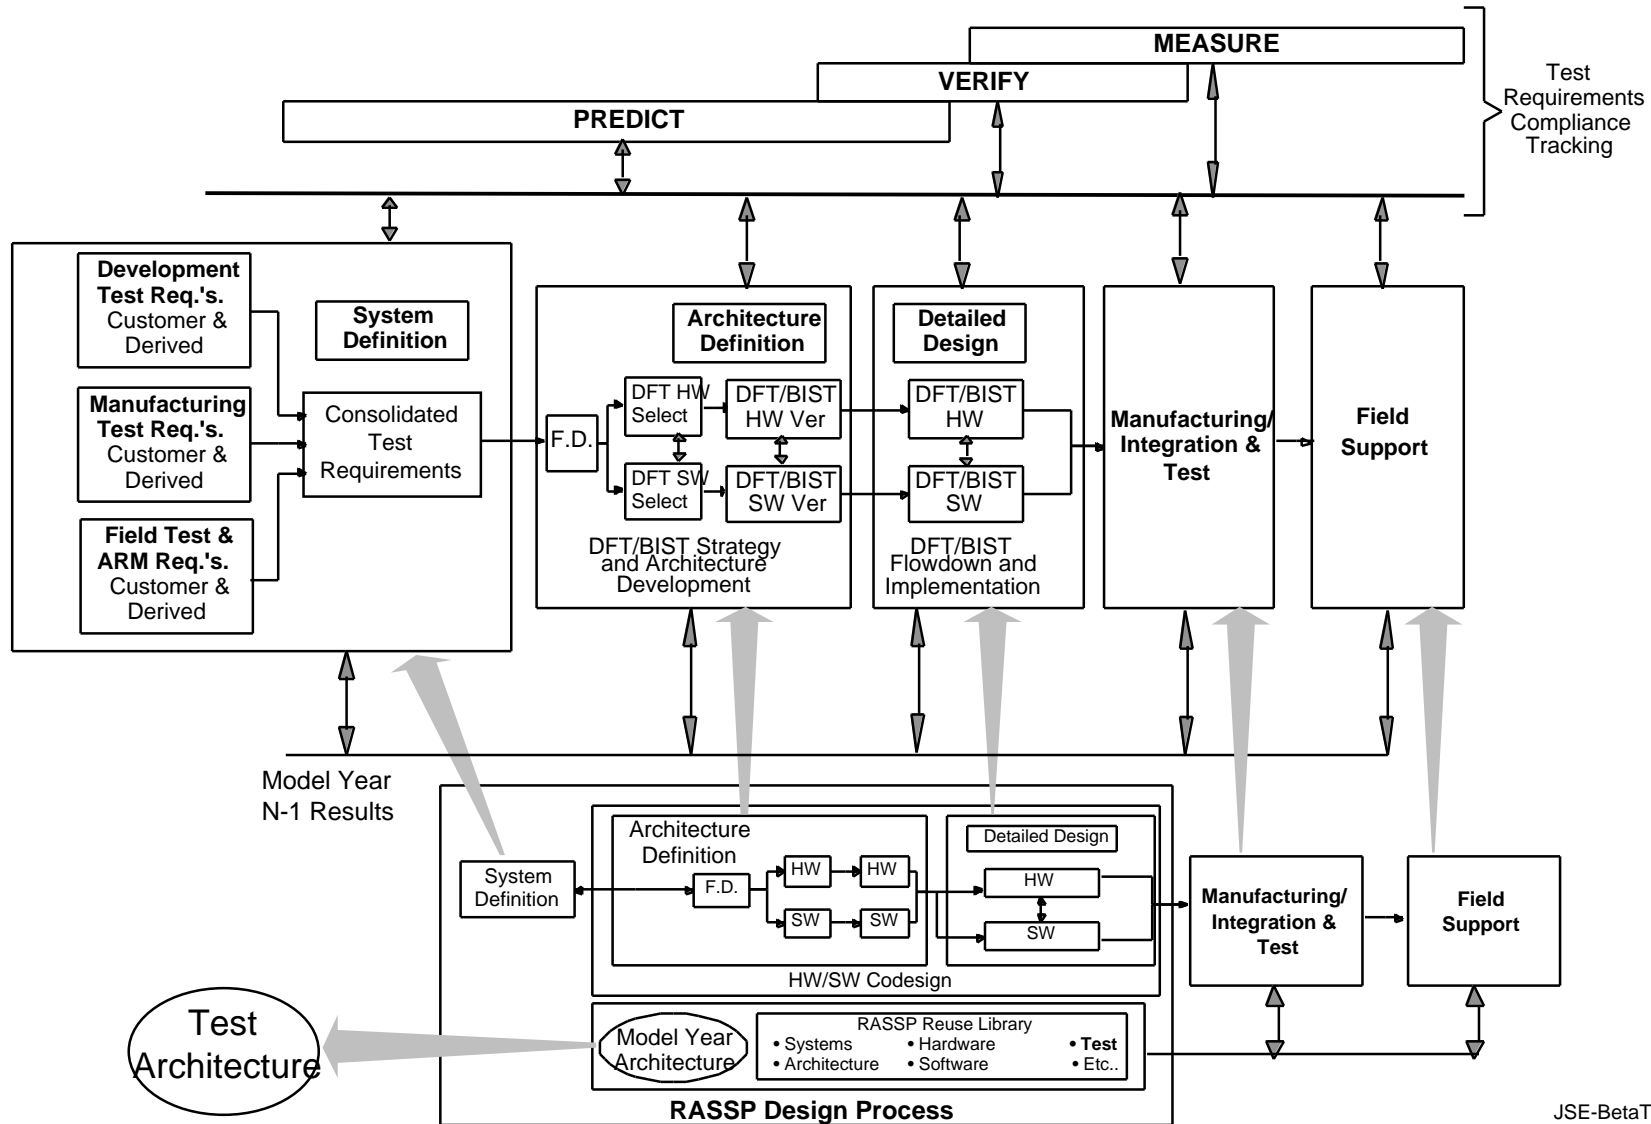 MEASURE
VERIFY
PREDICT
Test
Requirements
Compliance
Tracking
Development
Test Req.'s.
Customer &
Derived
System
Definition
Manufacturing
Test Req.'s.
Customer &
Derived
Consolidated
Test
Requirements
Field Test &
ARM Req.'s.
Customer &
Derived
Architecture
Definition
F.D.
DFT HW
Select
DFT/BIST
HW Ver
DFT SW
Select
DFT/BIST
SW Ver
DFT/BIST Strategy
and Architecture
Development
Detailed
Design
DFT/BIST
HW
DFT/BIST
SW
DFT/BIST
Flowdown and
Implementation
Manufacturing/
Integration &
Test
Field
Support
Model Year
N-1 Results
System
Definition
Architecture
Definition
F.D.
HW
HW
SW
SW
Detailed Design
HW
SW
HW/SW Codesign
Manufacturing/
Integration &
Test
Field
Support
Test
Architecture
Model Year
Architecture
RASSP Reuse Library
• Systems
• Hardware
• Test
• Architecture
• Software
• Etc..
RASSP Design Process
JSE-BetaT